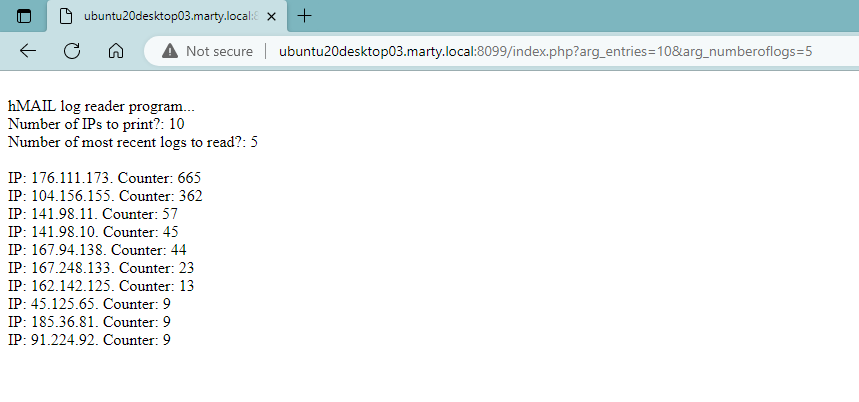 ubuntu20desktop03.marty.local:8
Not secure
ubuntu20desktop03.marty.local:8099/index.php?arg_entries=10&arg_numberoflogs=5
hMAIL log reader program...
Number of IPs to print?: 10
Number of most recent logs to read?: 5
IP: 176.111.173. Counter: 665
IP: 104.156.155. Counter: 362
IP: 141.98.11. Counter: 57
IP: 141.98.10. Counter: 45
IP: 167.94.138. Counter: 44
IP: 167.248.133. Counter: 23
IP: 162.142.125. Counter: 13
IP: 45.125.65. Counter: 9
IP: 185.36.81. Counter: 9
IP: 91.224.92. Counter: 9